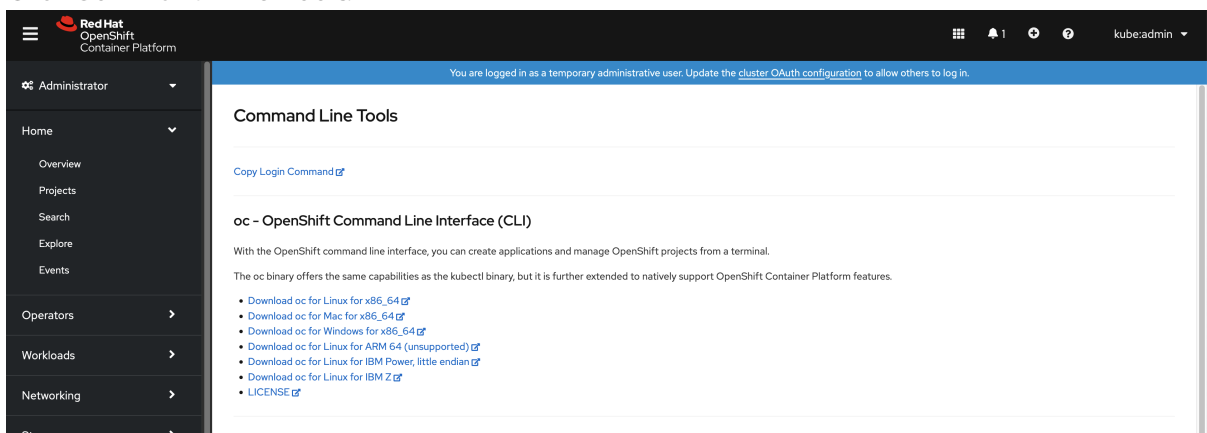 Red Hat
OpenShift
Container Platform
1
kube:admin
You are logged in as a temporary administrative user. Update the cluster OAuth configuration to allow others to log in.
Administrator
Home
Overview
Projects
Search
Explore
Events
Operators
Workloads
Networking
Command Line Tools
Copy Login Command
oc - OpenShift Command Line Interface (CLI)
With the OpenShift command line interface, you can create applications and manage OpenShift projects from a terminal.
The oc binary offers the same capabilities as the kubectl binary, but it is further extended to natively support OpenShift Container Platform features.
• Download oc for Linux for x86_64
• Download oc for Mac for x86_64
• Download oc for Windows for x86_64
• Download oc for Linux for ARM 64 (unsupported)
• Download oc for Linux for IBM Power, little endian
• Download oc for Linux for IBM Z
• LICENSE